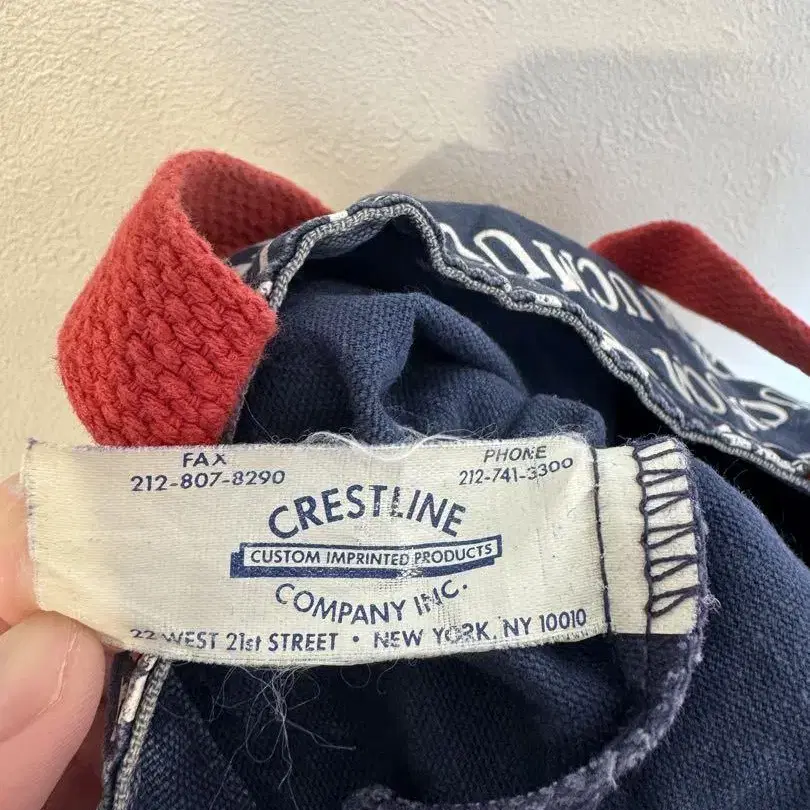 FAX
212-807-8290
PHONE
212-741-3300
CRESTLINE
CUSTOM IMPRINTED PRODUCTS
COMPANY INC.
22 WEST 21st STREET • NEW YORK, NY 10010